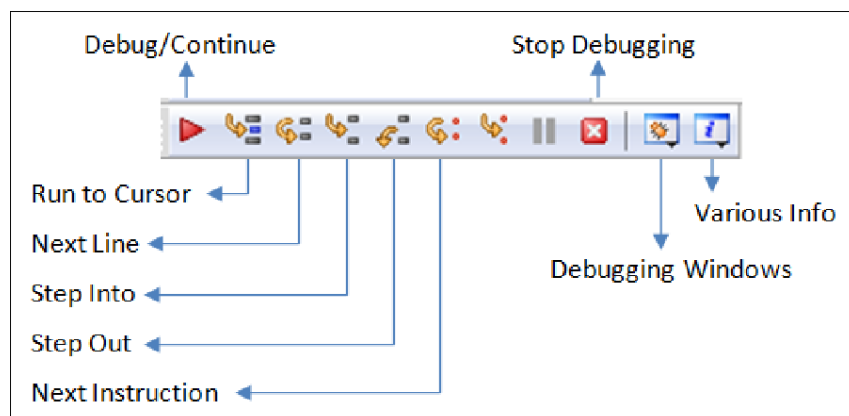 Debug/Continue
Stop Debugging
i
Run to Cursor
Various Info
Next Line
Debugging Windows
Step Into
Step Out
Next Instruction